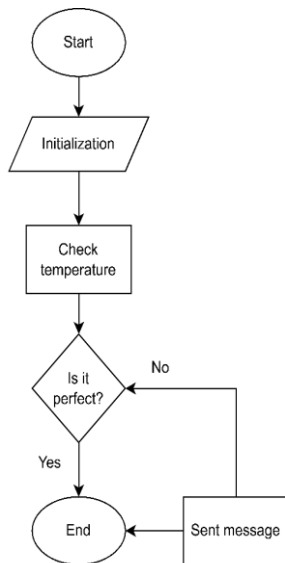 Start
Initialization
Check
temperature
Is it
perfect?
No
Yes
End
Sent message